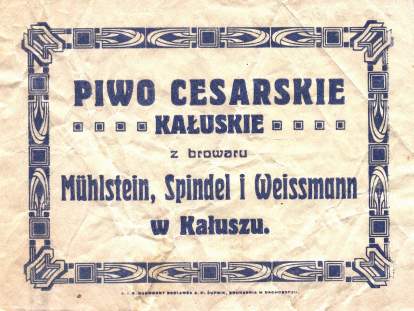 PIWO CESARSKIE
KAŁUSKIE
z browaru
Mühlstein, Spindel i Weissmann
w Kałuszu.